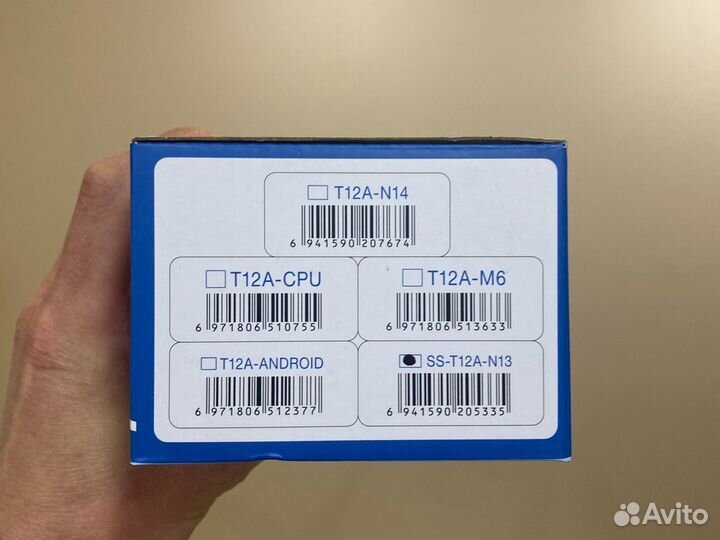 T12A-N14
6 941590 207674
T12A-CPU
6 971806 510755
T12A-M6
6 971806 513633
T12A-ANDROID
6 971806 512377
SS-T12A-N13
6 941590 205335
Avito